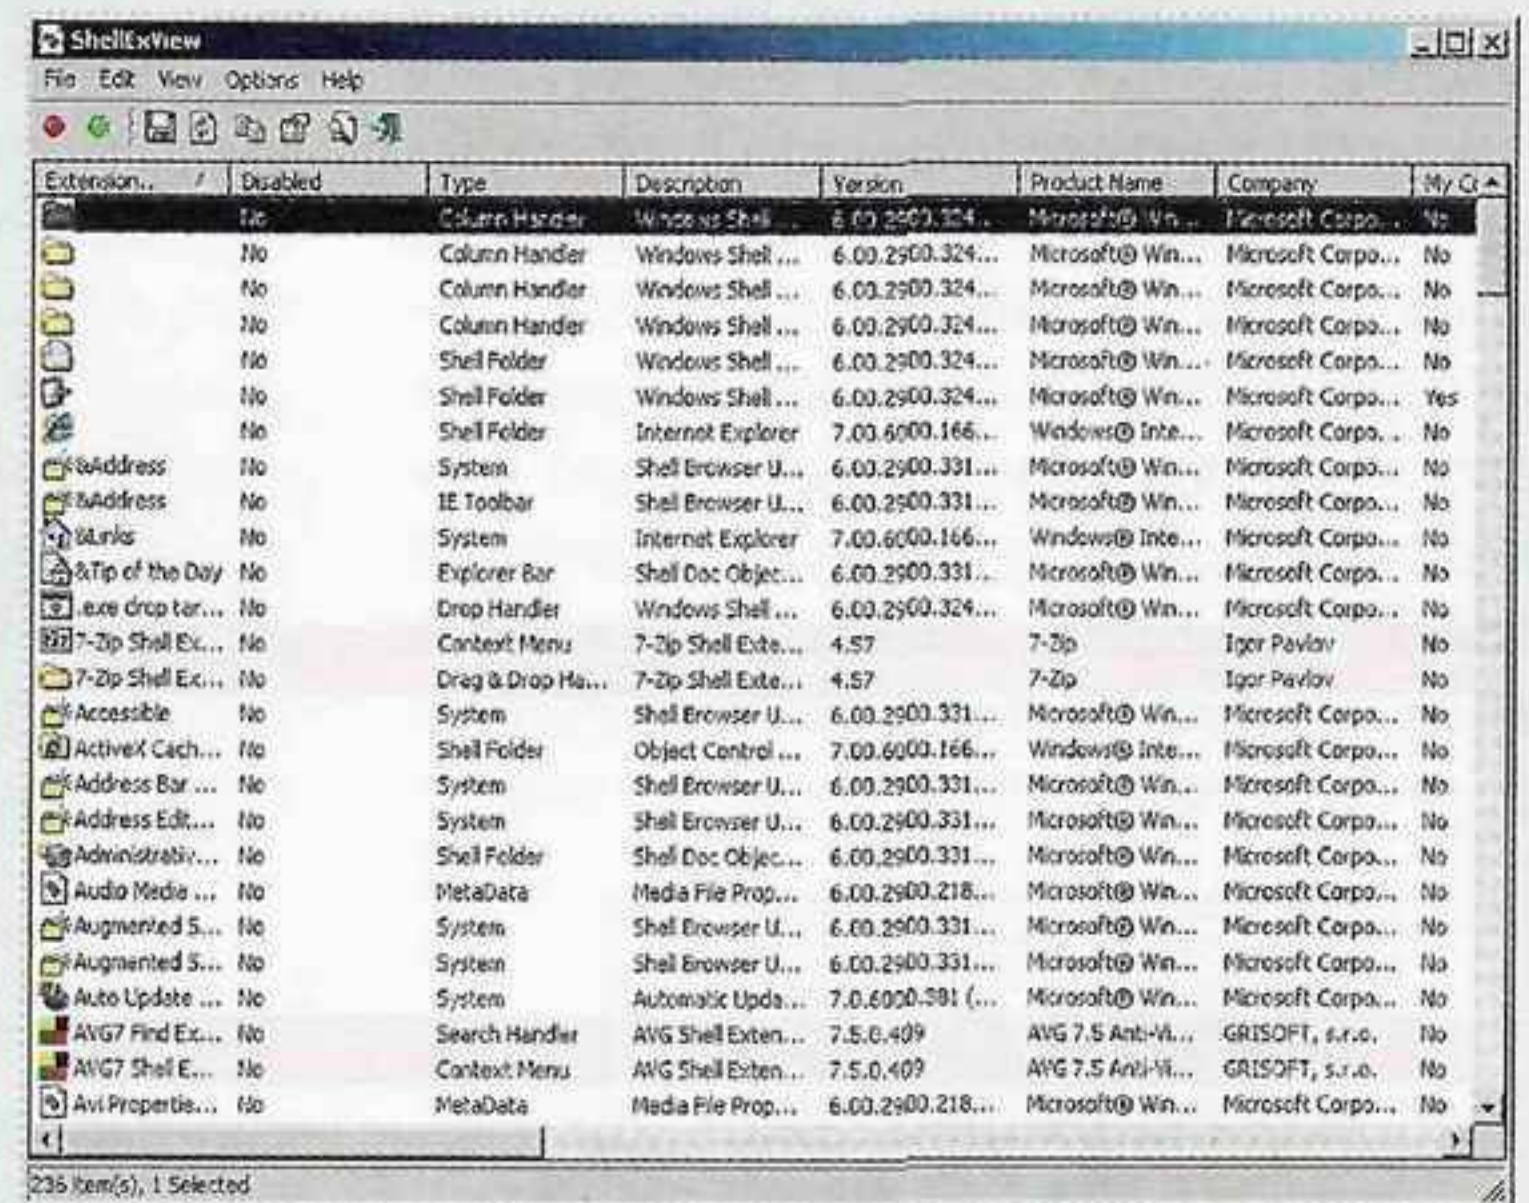 ShellExView
File Edit View Options Help
Extension.. / Disabled Type Description Version Product Name Company My C
No Column Handler Windows Shell ... 6.00.2900.324... Microsoft® Win... Microsoft Corpo... No
No Column Handler Windows Shell ... 6.00.2900.324... Microsoft® Win... Microsoft Corpo... No
No Column Handler Windows Shell ... 6.00.2900.324... Microsoft® Win... Microsoft Corpo... No
No Column Handler Windows Shell ... 6.00.2900.324... Microsoft® Win... Microsoft Corpo... No
No Shell Folder Windows Shell ... 6.00.2900.324... Microsoft® Win... Microsoft Corpo... No
No Shell Folder Windows Shell ... 6.00.2900.324... Microsoft® Win... Microsoft Corpo... Yes
No Shell Folder Internet Explorer 7.00.6000.166... Windows® Inte... Microsoft Corpo... No
&Address No System Shell Browser U... 6.00.2900.331... Microsoft® Win... Microsoft Corpo... No
&Address No IE Toolbar Shell Browser U... 6.00.2900.331... Microsoft® Win... Microsoft Corpo... No
&Links No System Internet Explorer 7.00.6000.166... Windows® Inte... Microsoft Corpo... No
&Tip of the Day No Explorer Bar Shell Doc Objec... 6.00.2900.331... Microsoft® Win... Microsoft Corpo... No
.exe drop tar... No Drop Handler Windows Shell ... 6.00.2900.324... Microsoft® Win... Microsoft Corpo... No
7-Zip Shell Ex... No Context Menu 7-Zip Shell Exte... 4.57 7-Zip Igor Pavlov No
7-Zip Shell Ex... No Drag & Drop Ha... 7-Zip Shell Exte... 4.57 7-Zip Igor Pavlov No
Accessible No System Shell Browser U... 6.00.2900.331... Microsoft® Win... Microsoft Corpo... No
ActiveX Cach... No Shell Folder Object Control ... 7.00.6000.166... Windows® Inte... Microsoft Corpo... No
Address Bar ... No System Shell Browser U... 6.00.2900.331... Microsoft® Win... Microsoft Corpo... No
Address Edit... No System Shell Browser U... 6.00.2900.331... Microsoft® Win... Microsoft Corpo... No
Administrativ... No Shell Folder Shell Doc Objec... 6.00.2900.331... Microsoft® Win... Microsoft Corpo... No
Audio Media ... No MetaData Media File Prop... 6.00.2900.218... Microsoft® Win... Microsoft Corpo... No
Augmented S... No System Shell Browser U... 6.00.2900.331... Microsoft® Win... Microsoft Corpo... No
Augmented S... No System Shell Browser U... 6.00.2900.331... Microsoft® Win... Microsoft Corpo... No
Auto Update ... No System Automatic Upda... 7.0.6000.381 (... Microsoft® Win... Microsoft Corpo... No
AVG7 Find Ex... No Search Handler AVG Shell Exten... 7.5.0.409 AVG 7.5 Anti-Vi... GRISOFT, s.r.o. No
AVG7 Shell E... No Context Menu AVG Shell Exten... 7.5.0.409 AVG 7.5 Anti-Vi... GRISOFT, s.r.o. No
Avi Propertie... No MetaData Media File Prop... 6.00.2900.218... Microsoft® Win... Microsoft Corpo... No
236 item(s), 1 Selected